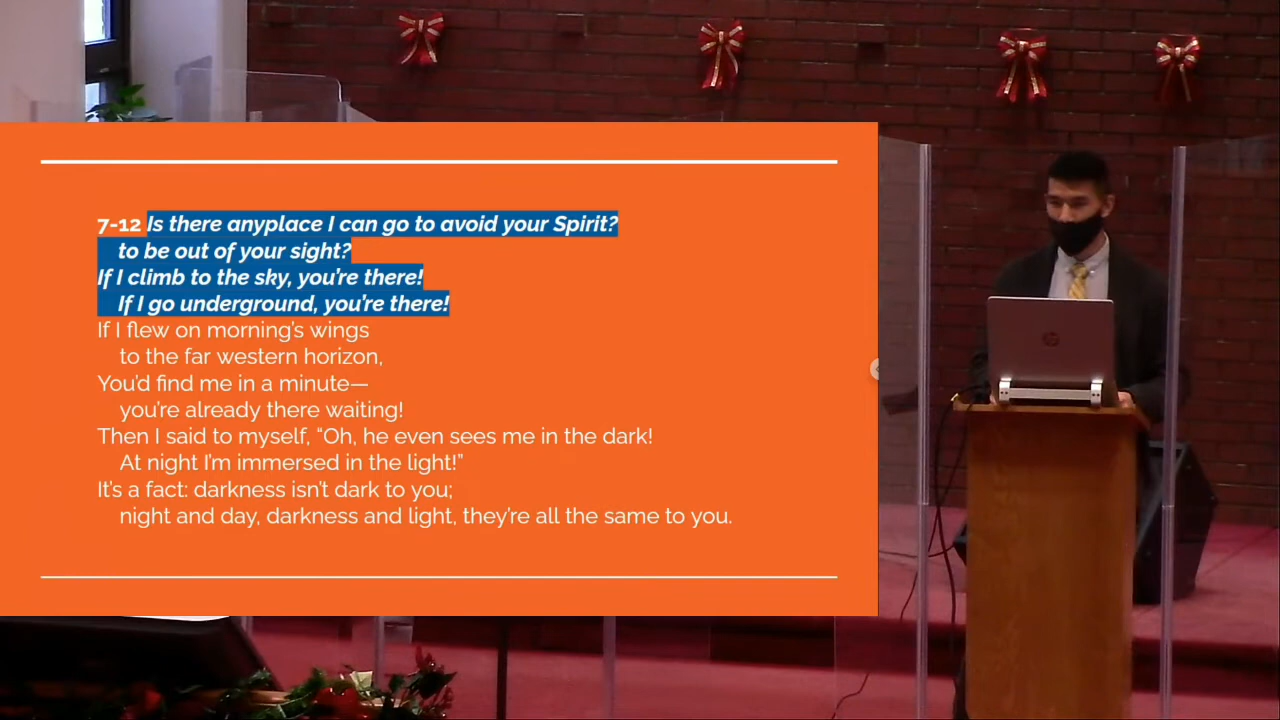 7-12 Is there anyplace I can go to avoid your Spirit?
to be out of your sight?
If I climb to the sky, you're there!
If I go underground, you're there!
If I flew on morning's wings
to the far western horizon,
You'd find me in a minute—
you're already there waiting!
Then I said to myself, “Oh, he even sees me in the dark!
At night I'm immersed in the light!”
It's a fact: darkness isn't dark to you;
night and day, darkness and light, they're all the same to you.
hp